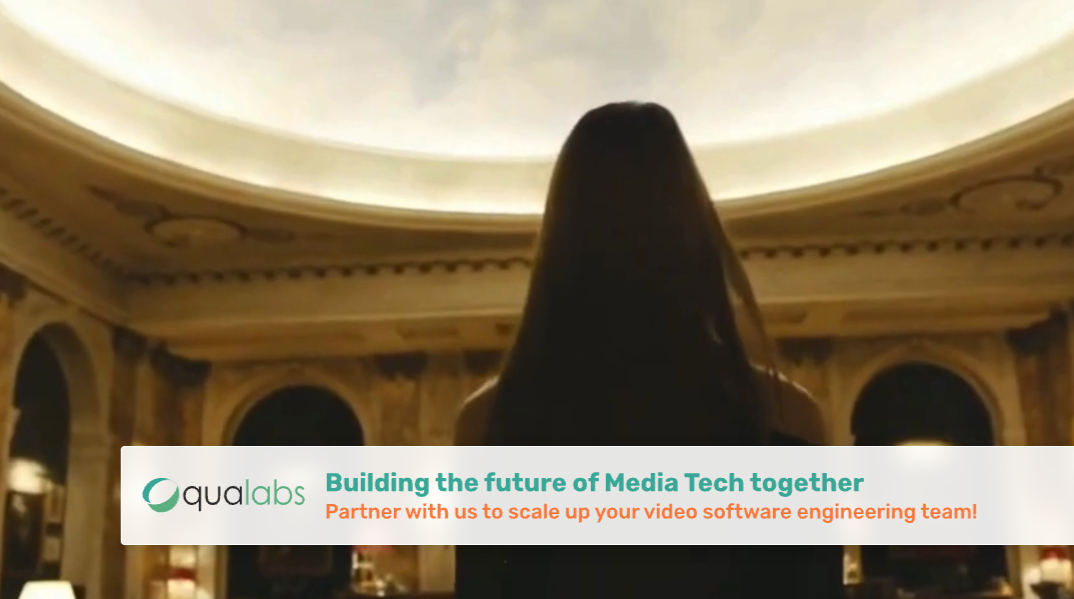 qualabs
Building the future of Media Tech together
Partner with us to scale up your video software engineering team!